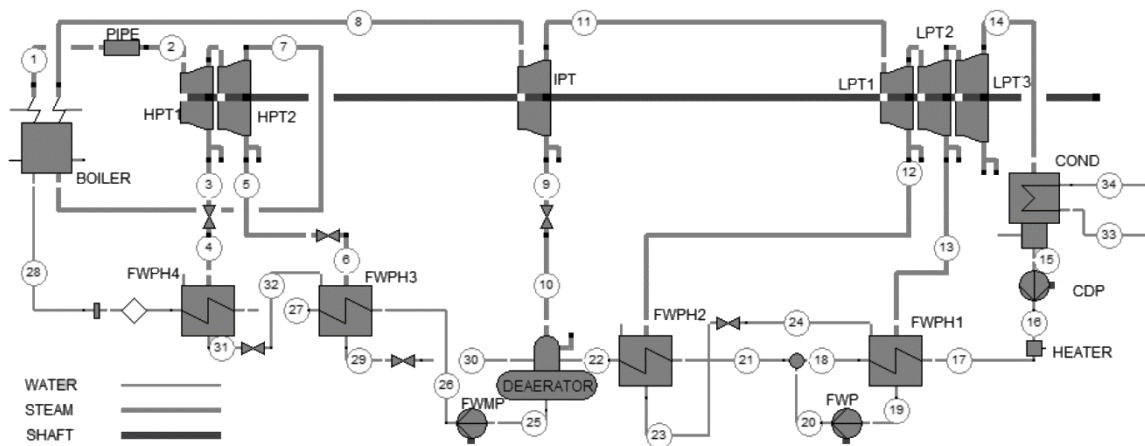 8
11
14
1
PIPE
2
7
LPT2
IPT
LPT1
LPT3
HPT1
HPT2
BOILER
3
5
9
12
COND
34
33
4
6
10
13
15
CDP
28
FWPH4
32
FWPH3
27
FWPH2
24
FWPH1
16
HEATER
31
29
30
22
21
18
17
DEAERATOR
26
FWMP
25
23
20
FWP
19
WATER
STEAM
SHAFT